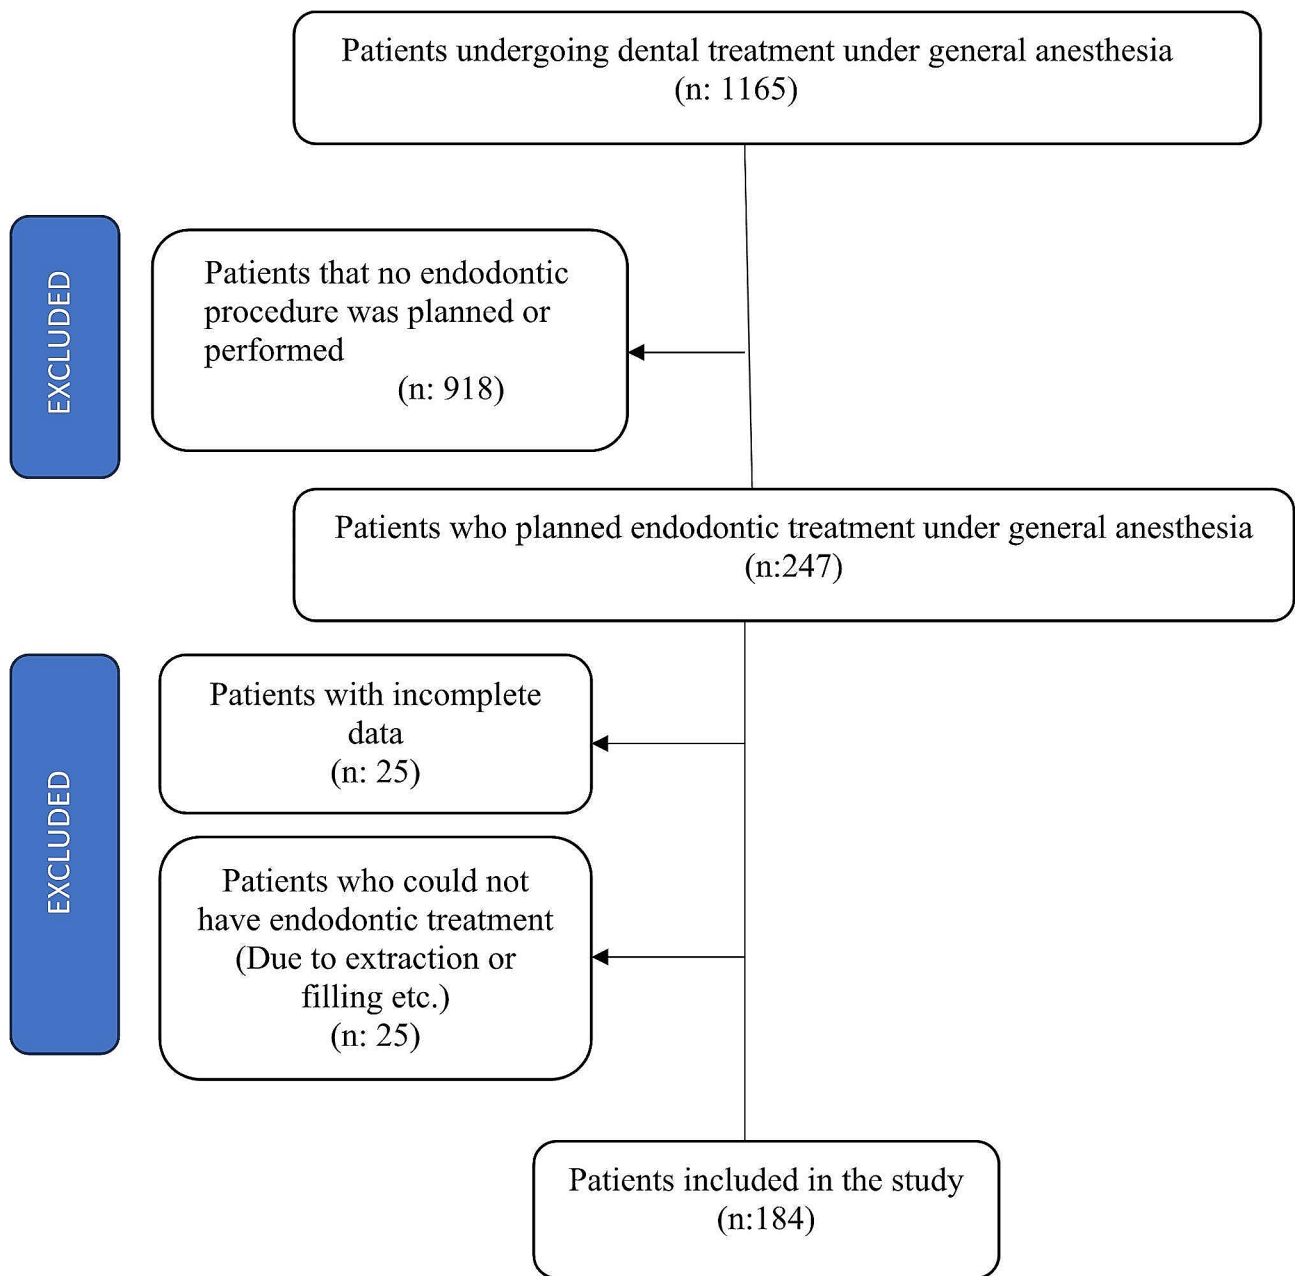 Patients undergoing dental treatment under general anesthesia
(n: 1165)
EXCLUDED
Patients that no endodontic
procedure was planned or
performed
(n: 918)
Patients who planned endodontic treatment under general anesthesia
(n:247)
EXCLUDED
Patients with incomplete
data
(n: 25)
Patients who could not
have endodontic treatment
(Due to extraction or
filling etc.)
(n: 25)
Patients included in the study
(n:184)